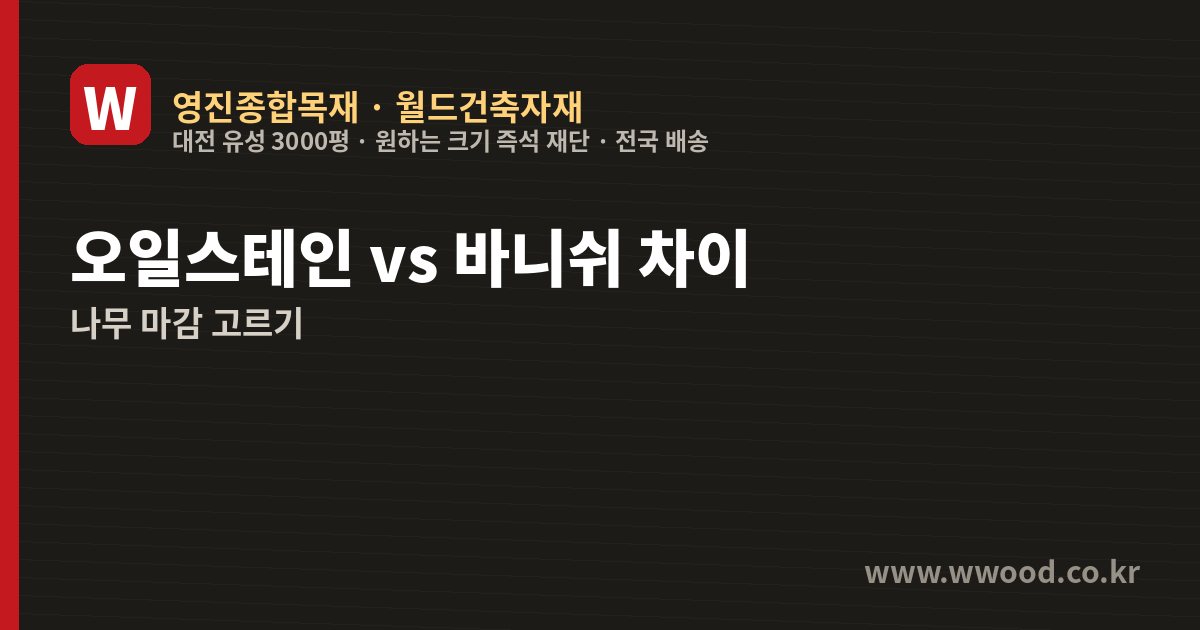 W
영진종합목재 · 월드건축자재
대전 유성 3000평 · 원하는 크기 즉석 재단 · 전국 배송
오일스테인 vs 바니쉬 차이
나무 마감 고르기
www.wwood.co.kr